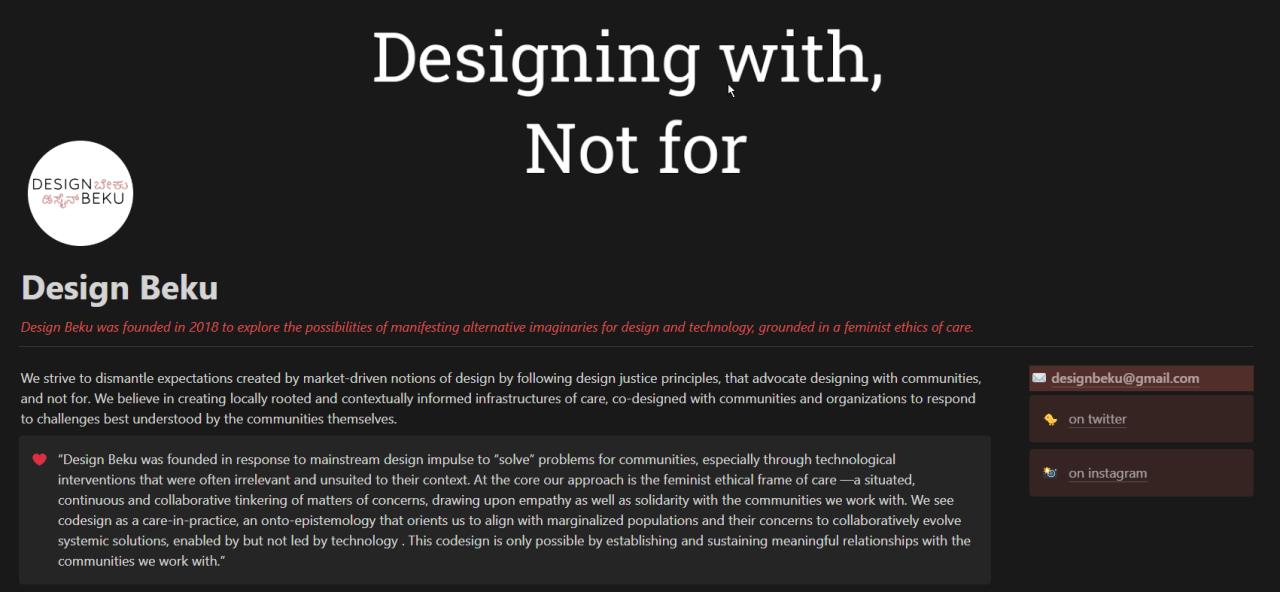 Designing with,
Not for
DESIGNಬೇಕು
ಡಿಸೈನ್BEKU
Design Beku
Design Beku was founded in 2018 to explore the possibilities of manifesting alternative imaginaries for design and technology, grounded in a feminist ethics of care.
We strive to dismantle expectations created by market-driven notions of design by following design justice principles, that advocate designing with communities,
and not for. We believe in creating locally rooted and contextually informed infrastructures of care, co-designed with communities and organizations to respond
to challenges best understood by the communities themselves.
“Design Beku was founded in response to mainstream design impulse to “solve” problems for communities, especially through technological
interventions that were often irrelevant and unsuited to their context. At the core our approach is the feminist ethical frame of care —a situated,
continuous and collaborative tinkering of matters of concerns, drawing upon empathy as well as solidarity with the communities we work with. We see
codesign as a care-in-practice, an onto-epistemology that orients us to align with marginalized populations and their concerns to collaboratively evolve
systemic solutions, enabled by but not led by technology . This codesign is only possible by establishing and sustaining meaningful relationships with the
communities we work with.”
designbeku@gmail.com
on twitter
on instagram